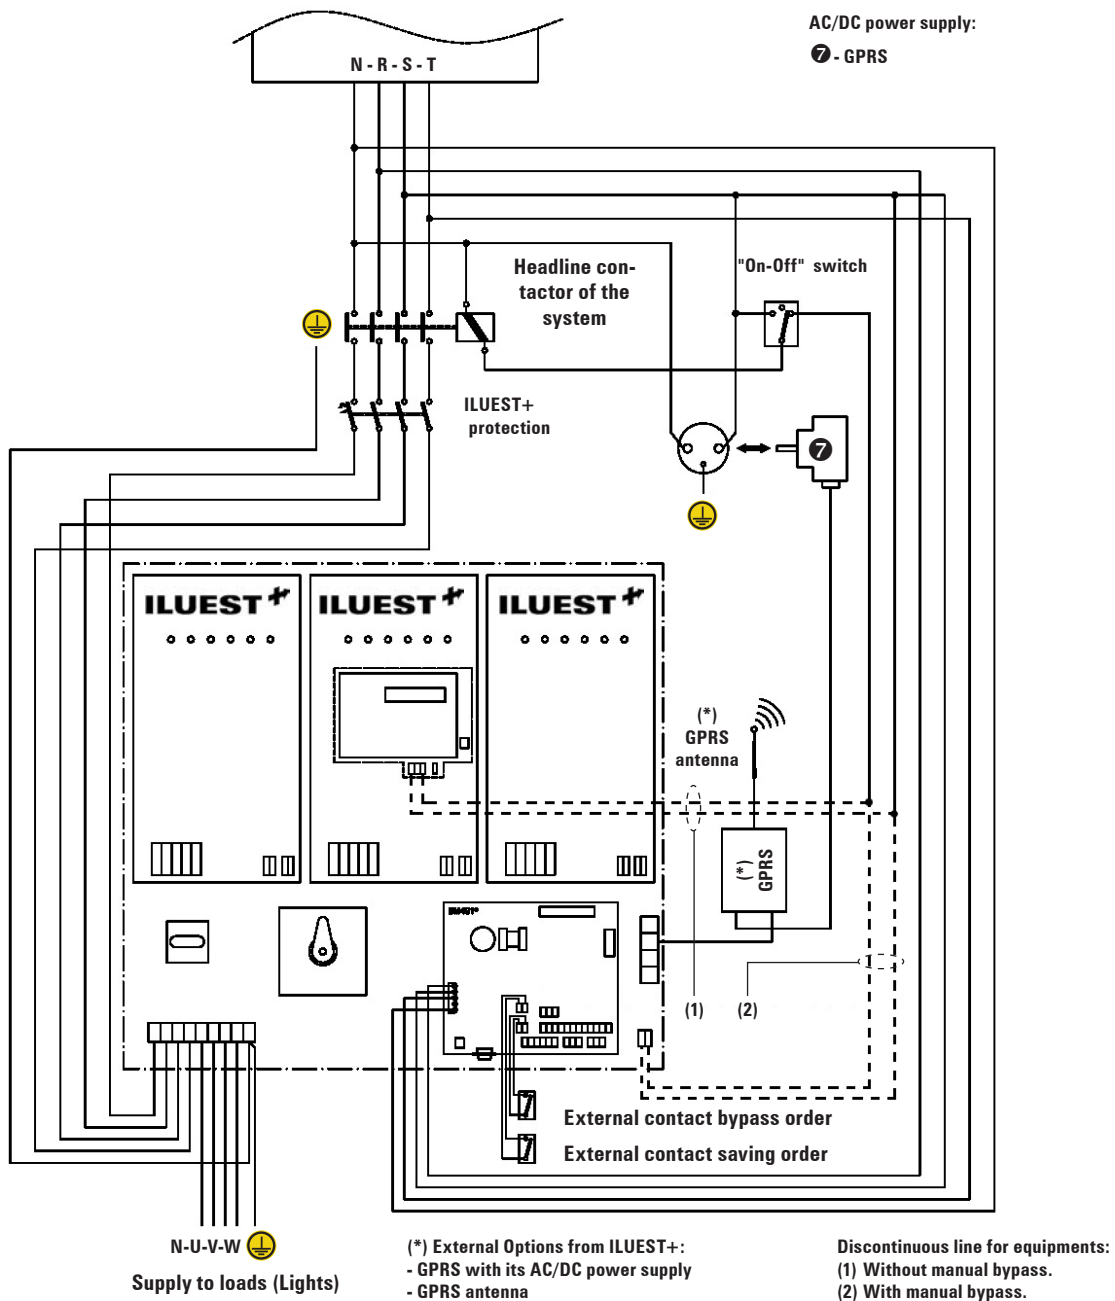 AC/DC power supply:
❼ - GPRS
N - R - S - T
Headline con-
tactor of the
system
"On-Off" switch
ILUEST+
protection
7
ILUEST+
ILUEST+
ILUEST+
(*)
GPRS
antenna
(*)
GPRS
(1)
(2)
External contact bypass order
External contact saving order
N-U-V-W
Supply to loads (Lights)
(*) External Options from ILUEST+:
- GPRS with its AC/DC power supply
- GPRS antenna
Discontinuous line for equipments:
(1) Without manual bypass.
(2) With manual bypass.